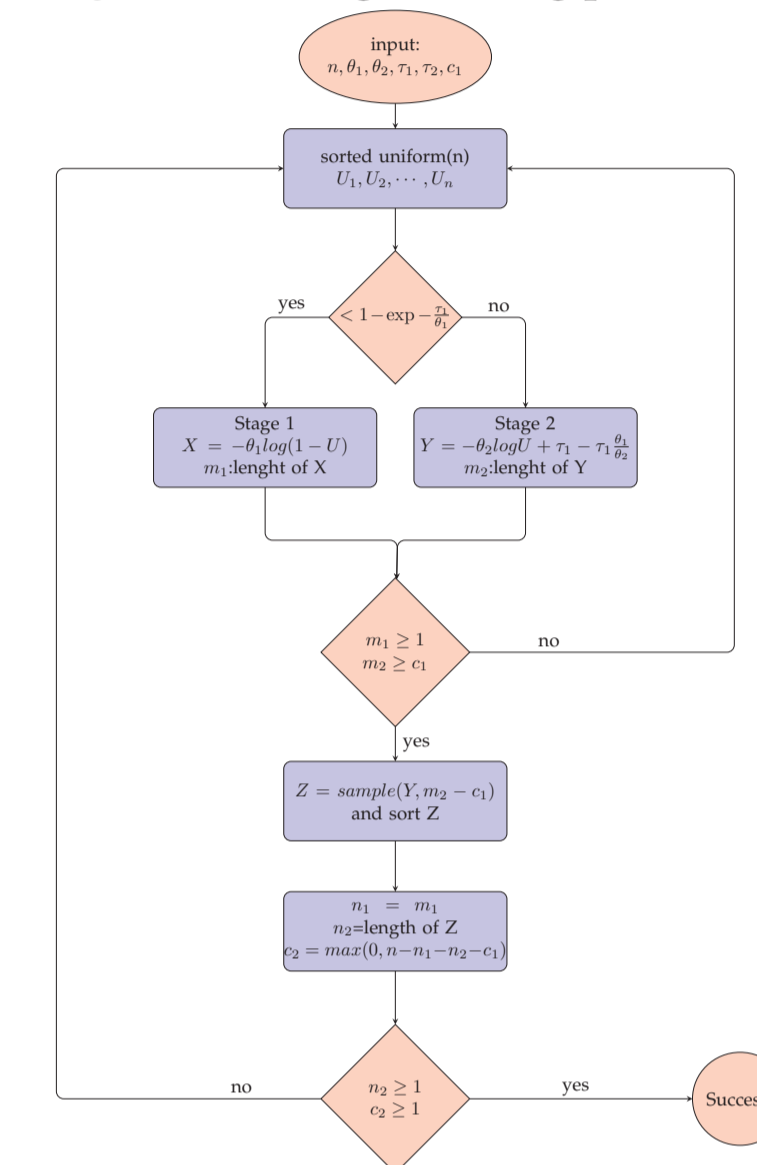 input:
n, θ₁, θ₂, τ₁, τ₂, c₁
sorted uniform(n)
U₁, U₂, ⋯ , Uₙ
yes
< 1−exp−τ₁/θ₁
no
Stage 1
X = −θ₁log(1 − U)
m₁:lenght of X
Stage 2
Y = −θ₂logU + τ₁ − τ₁θ₁/θ₂
m₂:lenght of Y
m₁ ≥ 1
m₂ ≥ c₁
no
yes
Z = sample(Y, m₂ − c₁)
and sort Z
n₁ = m₁
n₂=length of Z
c₂ = max(0, n−n₁−n₂−c₁)
no
n₂ ≥ 1
c₂ ≥ 1
yes
Succes